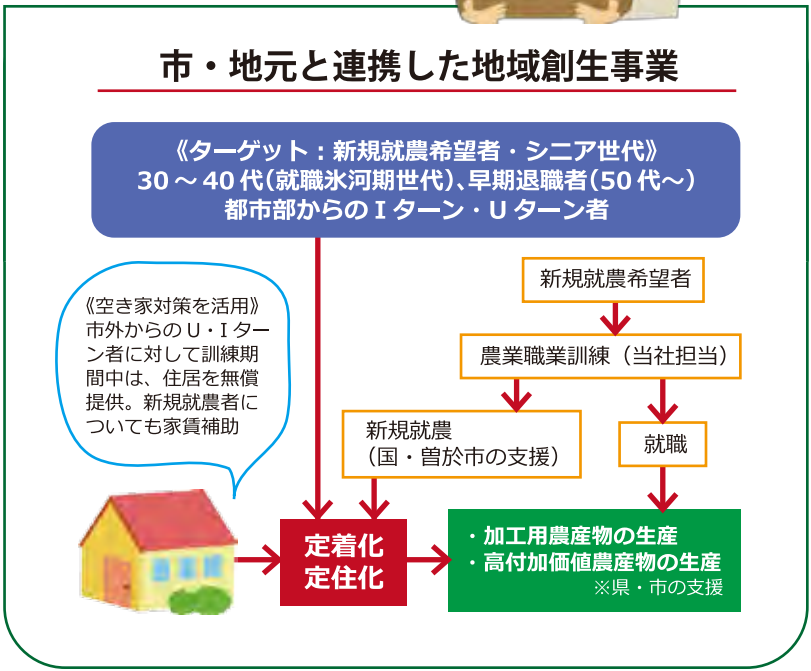 市・地元と連携した地域創生事業
《ターゲット：新規就農希望者・シニア世代》
30～40代（就職氷河期世代）、早期退職者（50代～）
都市部からのIターン・Uターン者
《空き家対策を活用》
市外からのU・Iター
ン者に対して訓練期
間中は、住居を無償
提供。新規就農者に
ついても家賃補助
新規就農希望者
農業職業訓練（当社担当）
新規就農
（国・曽於市の支援）
就職
定着化
定住化
・加工用農産物の生産
・高付加価値農産物の生産
※県・市の支援